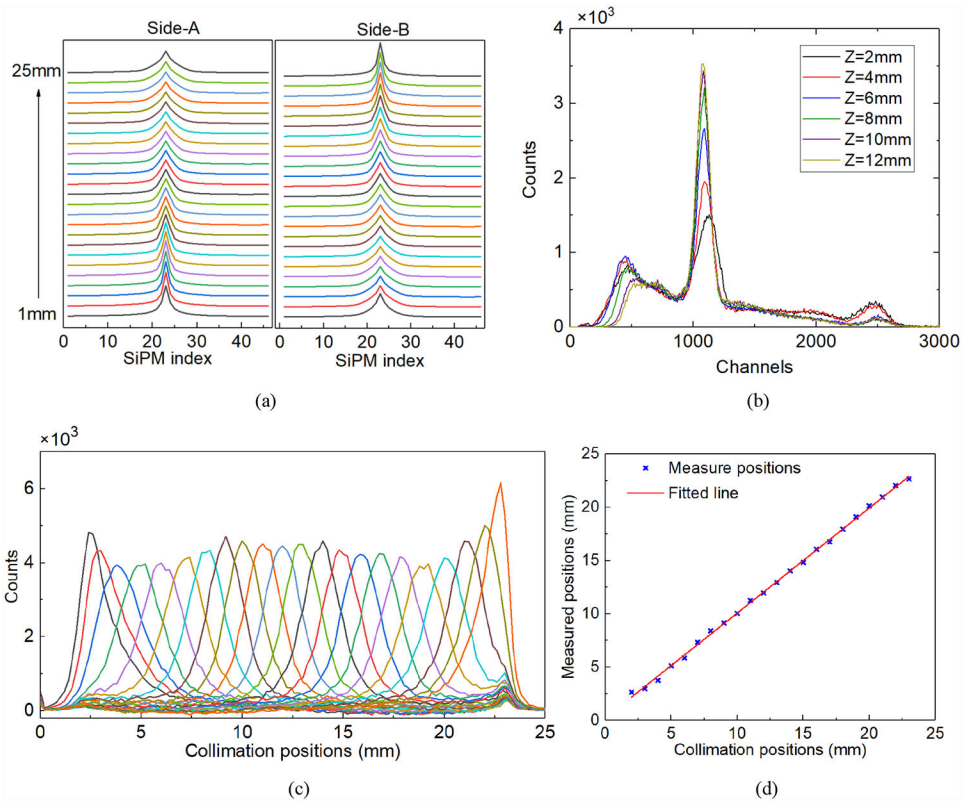 Side-A Side-B
25mm
1mm
0 10 20 30 40 0 10 20 30 40
SiPM index SiPM index
(a)
×10³
4
3
2
1
0
Counts
Z=2mm
Z=4mm
Z=6mm
Z=8mm
Z=10mm
Z=12mm
0 1000 2000 3000
Channels
(b)
×10³
6
4
2
0
Counts
0 5 10 15 20 25
Collimation positions (mm)
(c)
25
20
15
10
5
0
Measured positions (mm)
Measure positions
Fitted line
0 5 10 15 20 25
Collimation positions (mm)
(d)